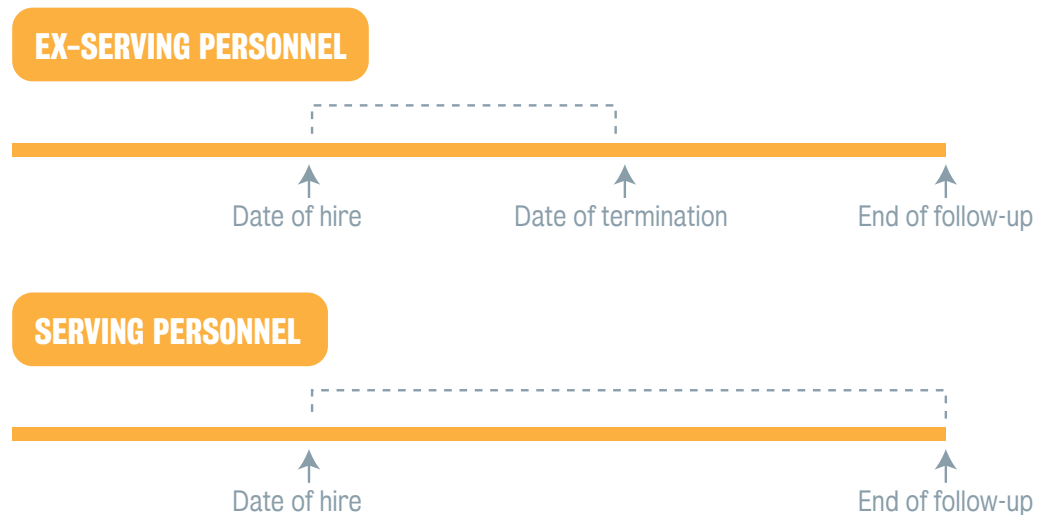 EX-SERVING PERSONNEL
Date of hire
Date of termination
End of follow-up
SERVING PERSONNEL
Date of hire
End of follow-up